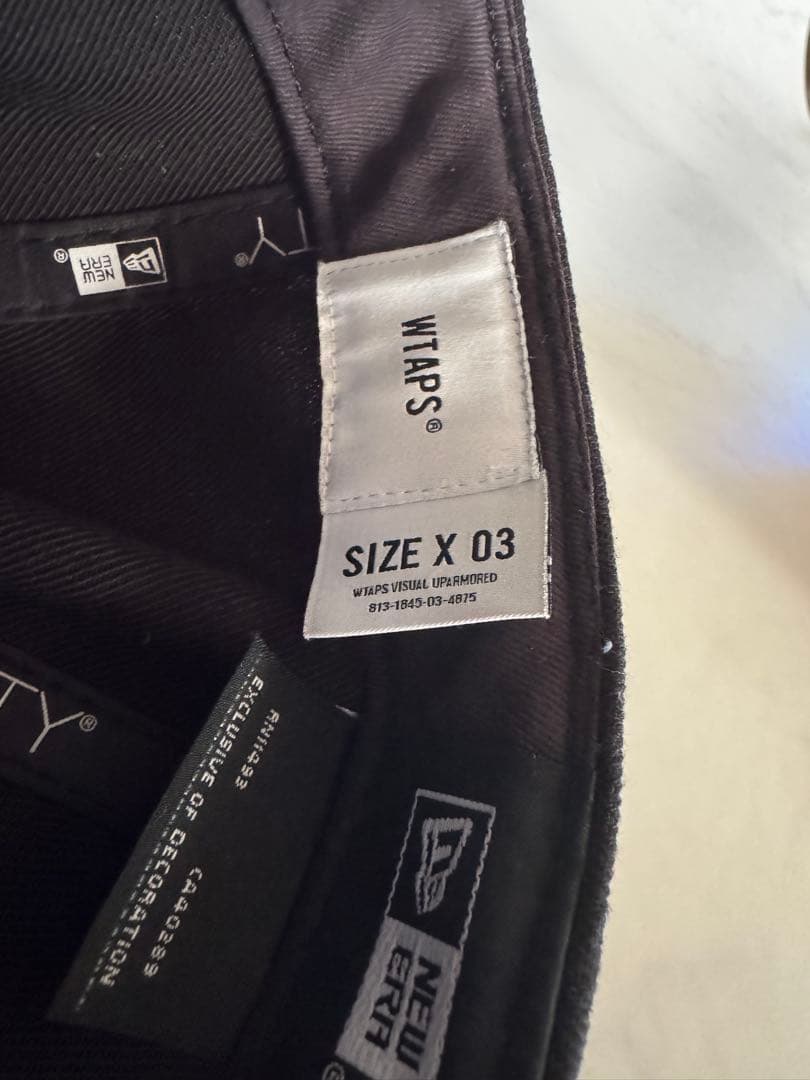 NEW
ERA
®
TY®
WTAPS®
SIZE X 03
WTAPS VISUAL UPARMORED
813-1845-03-4875
TY®
EXCLUSIVE OF DECORATION
RN11493
CA40289
NEW
ERA
®